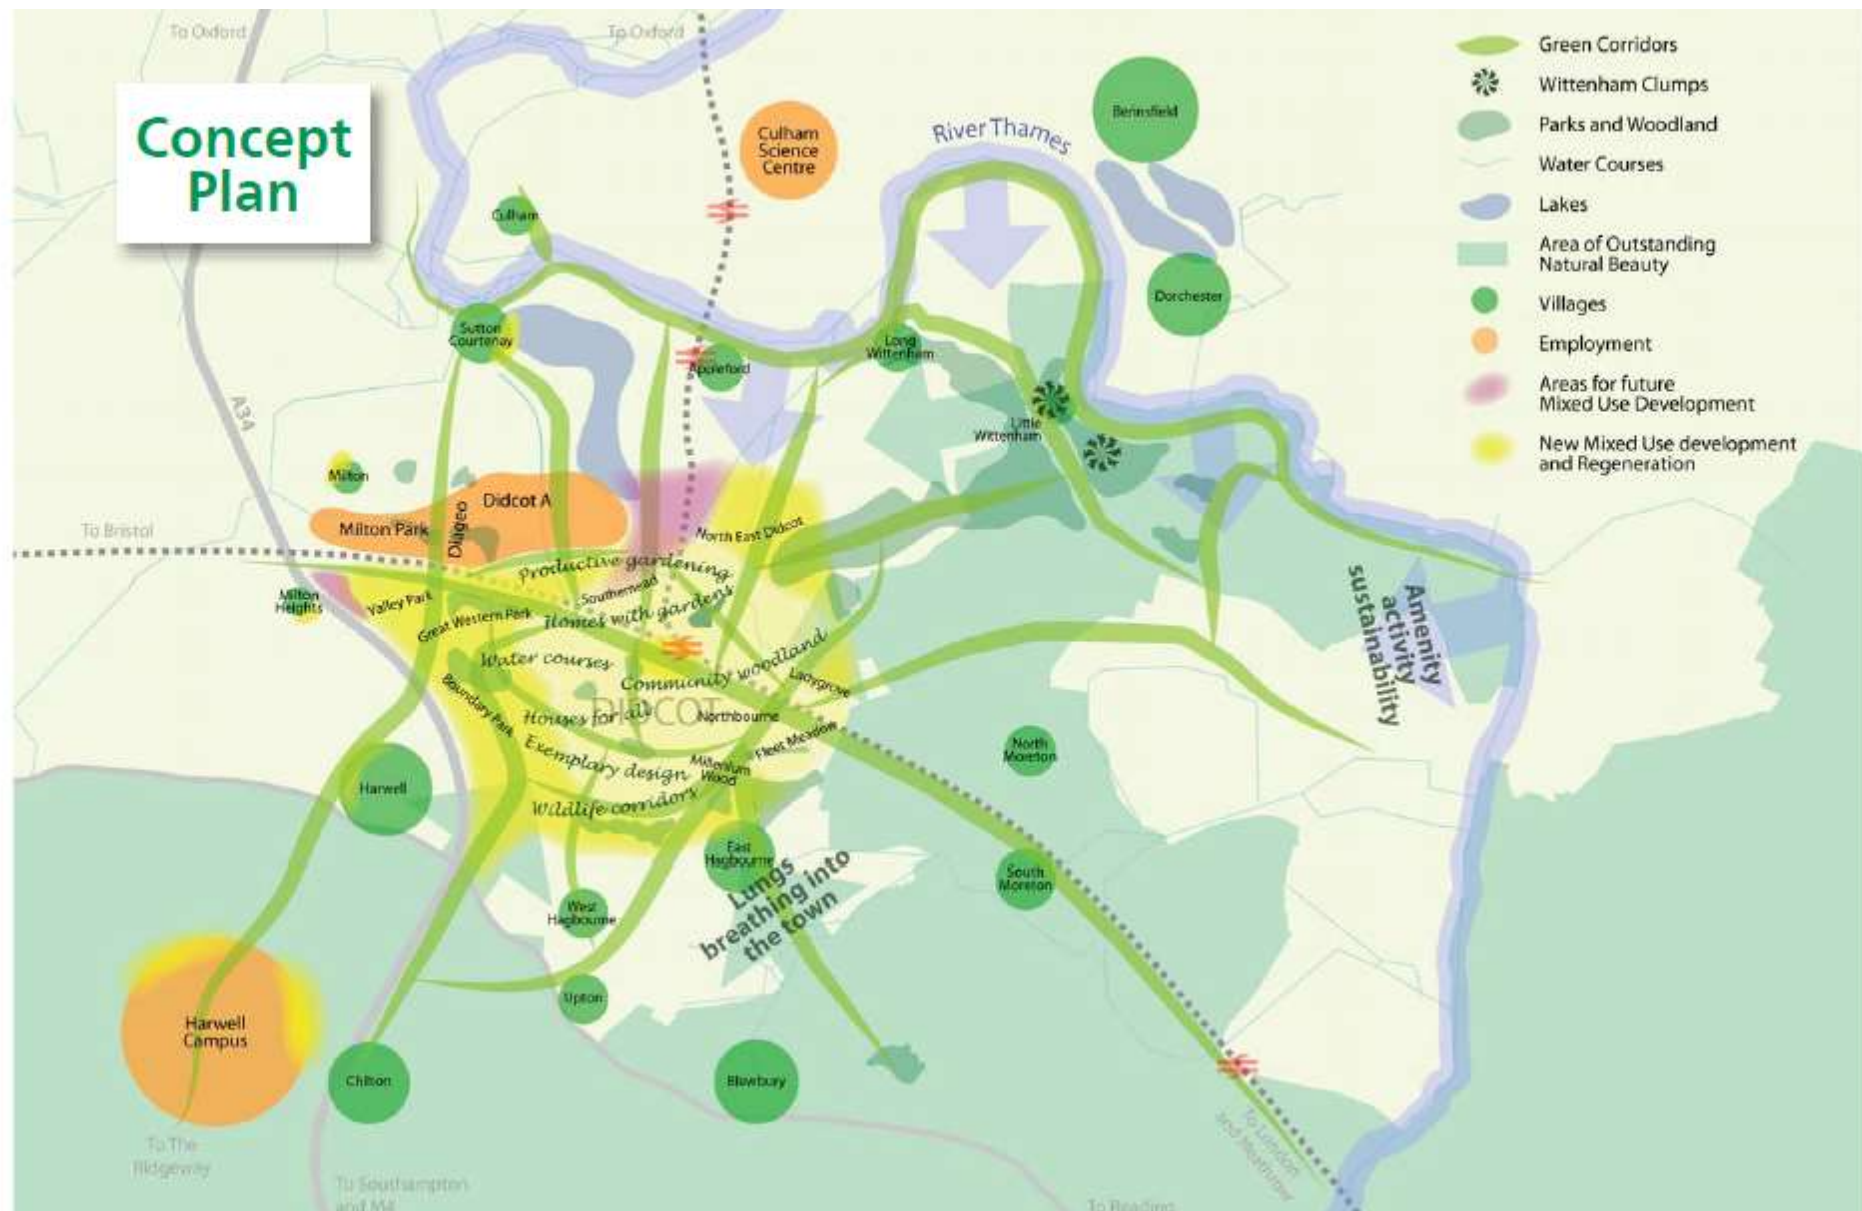 Concept
Plan
To Oxford
To Oxford
Green Corridors
Wittenham Clumps
Parks and Woodland
Water Courses
Lakes
Area of Outstanding
Natural Beauty
Villages
Employment
Areas for future
Mixed Use Development
New Mixed Use development
and Regeneration
Culham
Science
Centre
River Thames
Berinsfield
Culham
Dorchester
Sutton
Courtenay
Appleford
Long
Wittenham
Little
Wittenham
A34
Milton
Didcot A
Milton Park
Diageo
To Bristol
North East Didcot
Productive gardening
Southernead
Homes with gardens
Milton
Heights
Valley Park
Great Western Park
Water courses
Community woodland
Ladygrove
Boundary Park
Houses for all
DIDCOT
Northbourne
Fleet Meadow
Exemplary design
Millenium
Wood
Wildlife corridors
Amenity
activity
sustainability
North
Moreton
South
Moreton
Harwell
East
Hagbourne
Lungs
breathing into
the town
West
Hagbourne
Upton
Harwell
Campus
Chilton
Blewbury
To The
Ridgeway
To Southampton
and M4
To London
and Heathrow
To Reading